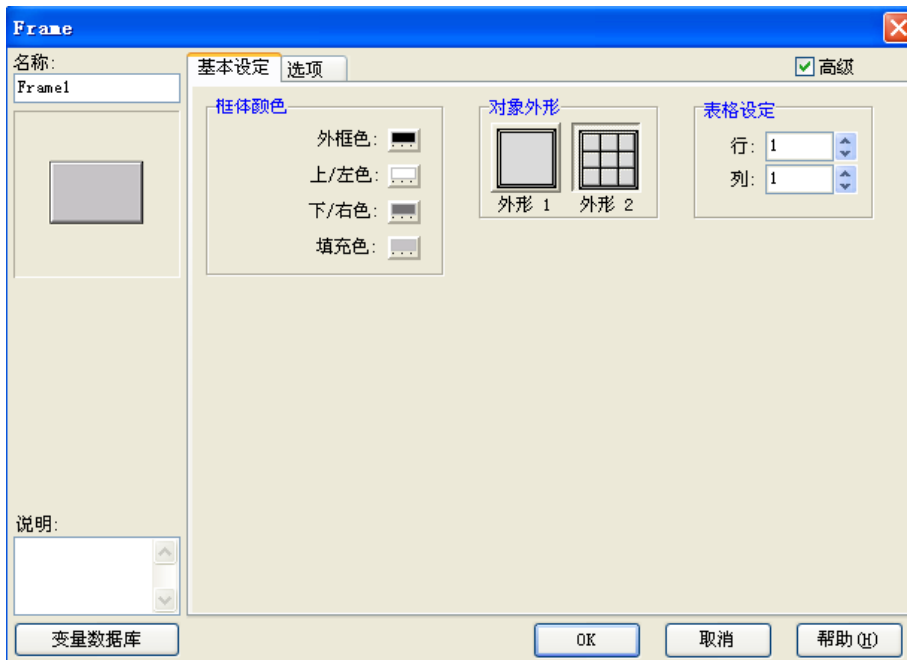 Frame
名称:
Frame1
基本设定
选项
高级
框体颜色
外框色:
上/左色:
下/右色:
填充色:
对象外形
外形 1
外形 2
表格设定
行: 1
列: 1
说明:
变量数据库
OK
取消
帮助(H)